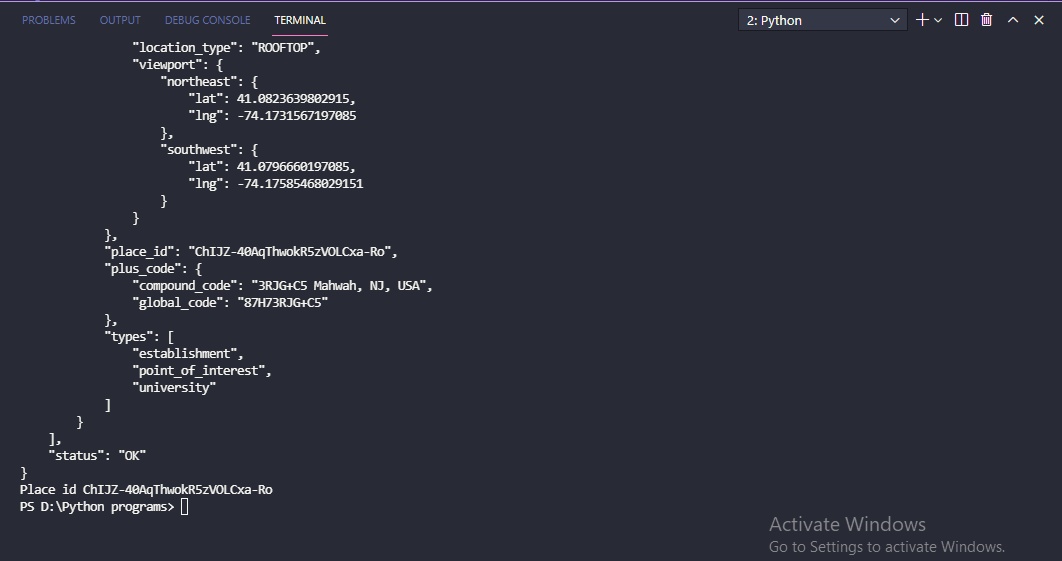 PROBLEMS OUTPUT DEBUG CONSOLE TERMINAL 2: Python
"location_type": "ROOFTOP",
"viewport": {
"northeast": {
"lat": 41.0823639802915,
"lng": -74.1731567197085
},
"southwest": {
"lat": 41.0796660197085,
"lng": -74.17585468029151
}
}
},
"place_id": "ChIJZ-40AqThwokR5zVOLCxa-Ro",
"plus_code": {
"compound_code": "3RJG+C5 Mahwah, NJ, USA",
"global_code": "87H73RJG+C5"
},
"types": [
"establishment",
"point_of_interest",
"university"
]
}
],
"status": "OK"
}
Place id ChIJZ-40AqThwokR5zVOLCxa-Ro
PS D:\Python programs>
Activate Windows
Go to Settings to activate Windows.